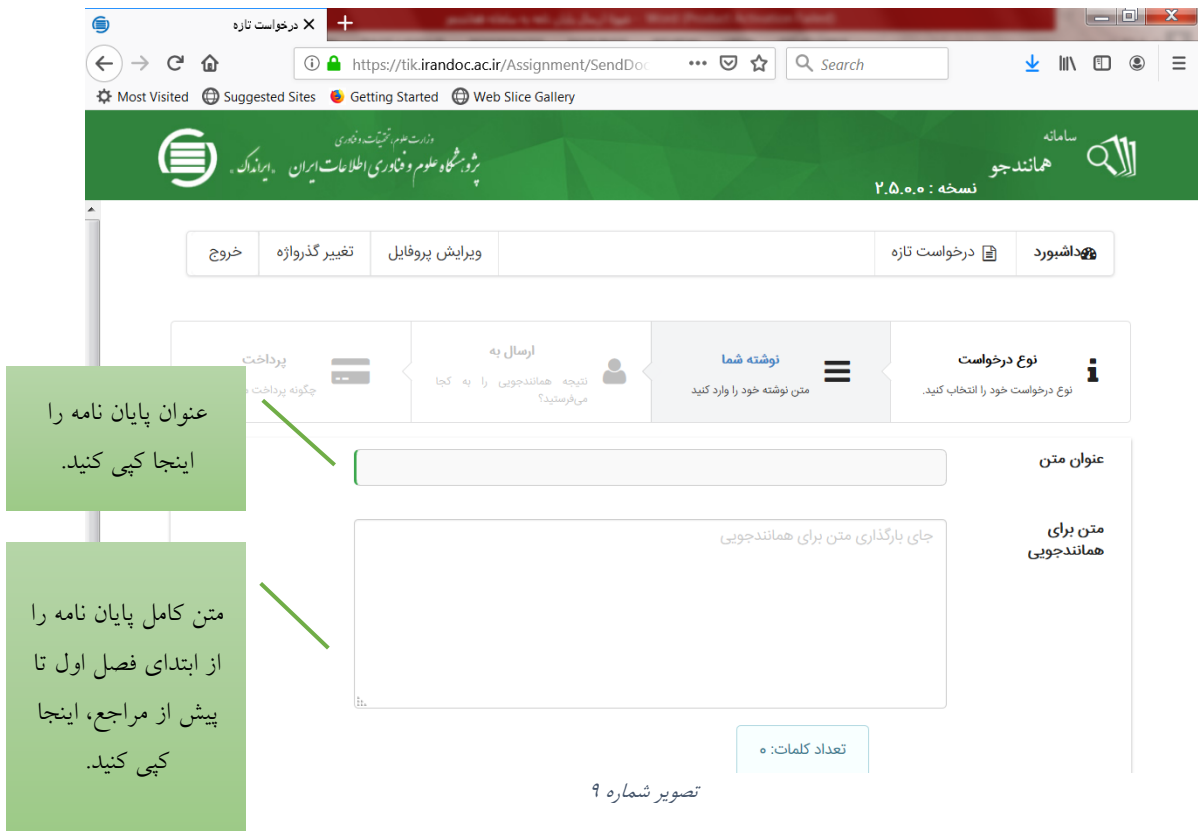 درخواست تازه
https://tik.irandoc.ac.ir/Assignment/SendDoc
Search
Most Visited
Suggested Sites
Getting Started
Web Slice Gallery
سامانه
همانندجو
نسخه : ۲.۵.۰.۰
وزارت علوم، تحقیقات و فناوری
پژوهشگاه علوم و فناوری اطلاعات ایران «ایرانداک»
داشبورد
درخواست تازه
ویرایش پروفایل
تغییر گذرواژه
خروج
نوع درخواست
نوع درخواست خود را انتخاب کنید.
نوشته شما
متن نوشته خود را وارد کنید
ارسال به
نتیجه همانندجویی را به کجا
می‌فرستید؟
پرداخت
چگونه پرداخت
عنوان پایان نامه را
اینجا کپی کنید.
عنوان متن
متن برای
همانندجویی
جای بارگذاری متن برای همانندجویی
متن کامل پایان نامه را
از ابتدای فصل اول تا
پیش از مراجع، اینجا
کپی کنید.
تعداد کلمات: ۰
تصویر شماره ۹